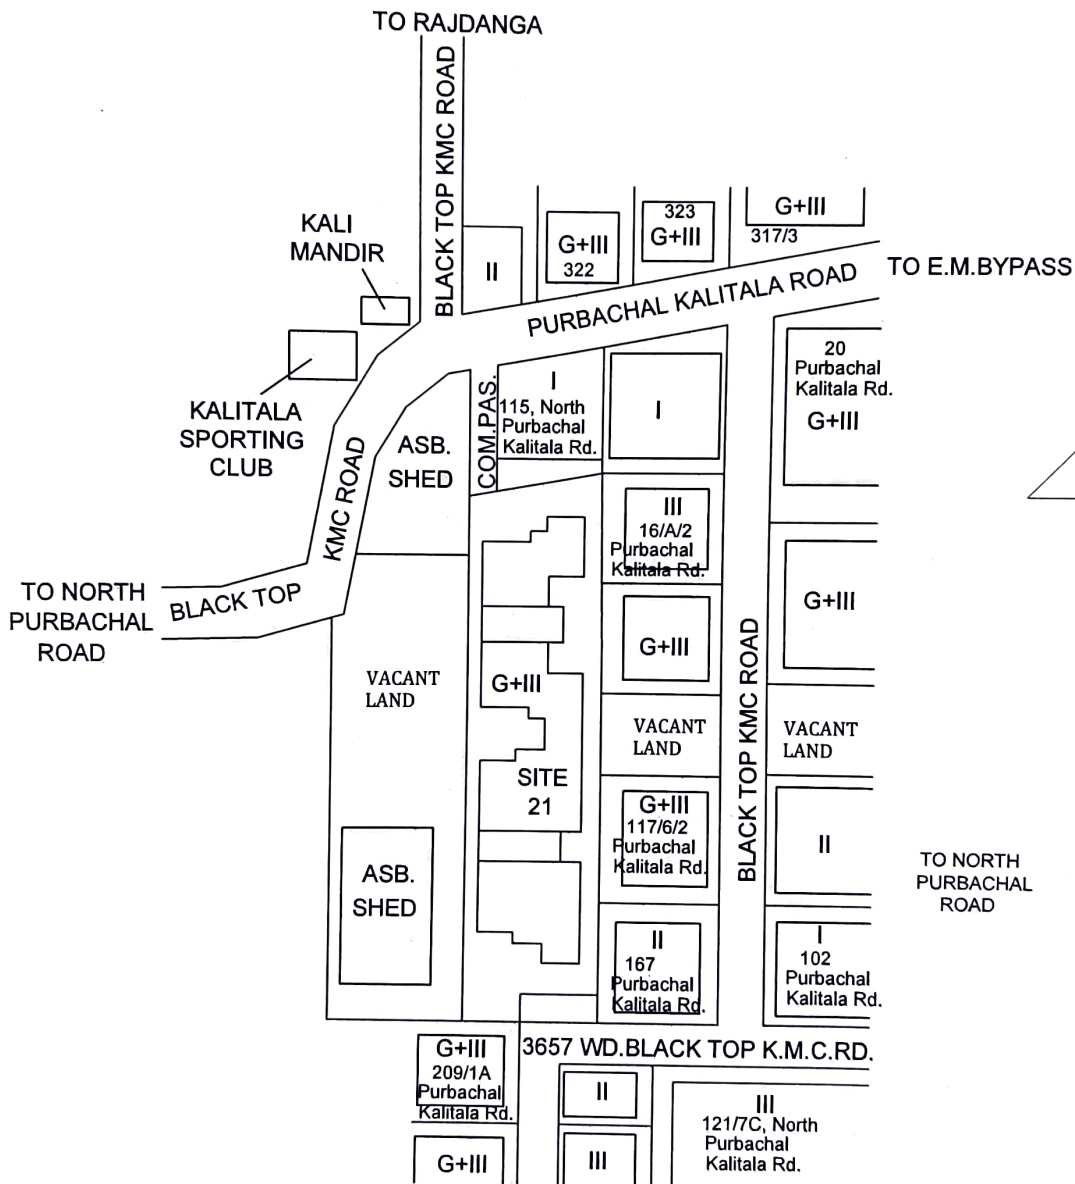 TO RAJDANGA
BLACK TOP KMC ROAD
KALI
MANDIR
II
G+III
322
323
G+III
G+III
317/3
PURBACHAL KALITALA ROAD
TO E.M.BYPASS
KALITALA
SPORTING
CLUB
KMC ROAD
BLACK TOP
TO NORTH
PURBACHAL
ROAD
ASB.
SHED
COM.PAS.
I
115, North
Purbachal
Kalitala Rd.
I
20
Purbachal
Kalitala Rd.
G+III
III
16/A/2
Purbachal
Kalitala Rd.
G+III
G+III
VACANT
LAND
G+III
SITE
21
VACANT
LAND
BLACK TOP KMC ROAD
VACANT
LAND
G+III
117/6/2
Purbachal
Kalitala Rd.
II
TO NORTH
PURBACHAL
ROAD
ASB.
SHED
II
167
Purbachal
Kalitala Rd.
I
102
Purbachal
Kalitala Rd.
3657 WD.BLACK TOP K.M.C.RD.
G+III
209/1A
Purbachal
Kalitala Rd.
II
III
121/7C, North
Purbachal
Kalitala Rd.
G+III
III